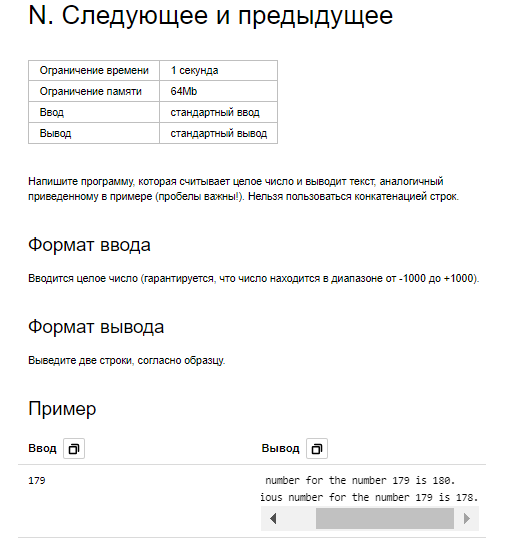 N. Следующее и предыдущее
Ограничение времени 1 секунда
Ограничение памяти 64Mb
Ввод стандартный ввод
Вывод стандартный вывод
Напишите программу, которая считывает целое число и выводит текст, аналогичный
приведенному в примере (пробелы важны!). Нельзя пользоваться конкатенацией строк.
Формат ввода
Вводится целое число (гарантируется, что число находится в диапазоне от -1000 до +1000).
Формат вывода
Выведите две строки, согласно образцу.
Пример
Ввод Вывод
179 number for the number 179 is 180.
ious number for the number 179 is 178.